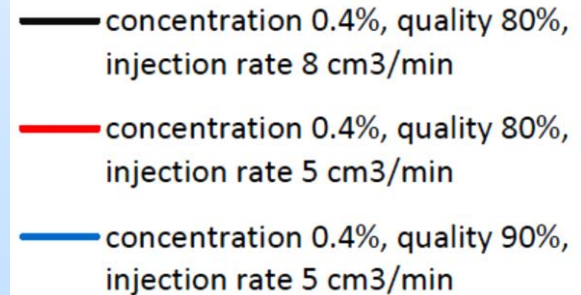 concentration 0.4%, quality 80%,
injection rate 8 cm3/min
concentration 0.4%, quality 80%,
injection rate 5 cm3/min
concentration 0.4%, quality 90%,
injection rate 5 cm3/min